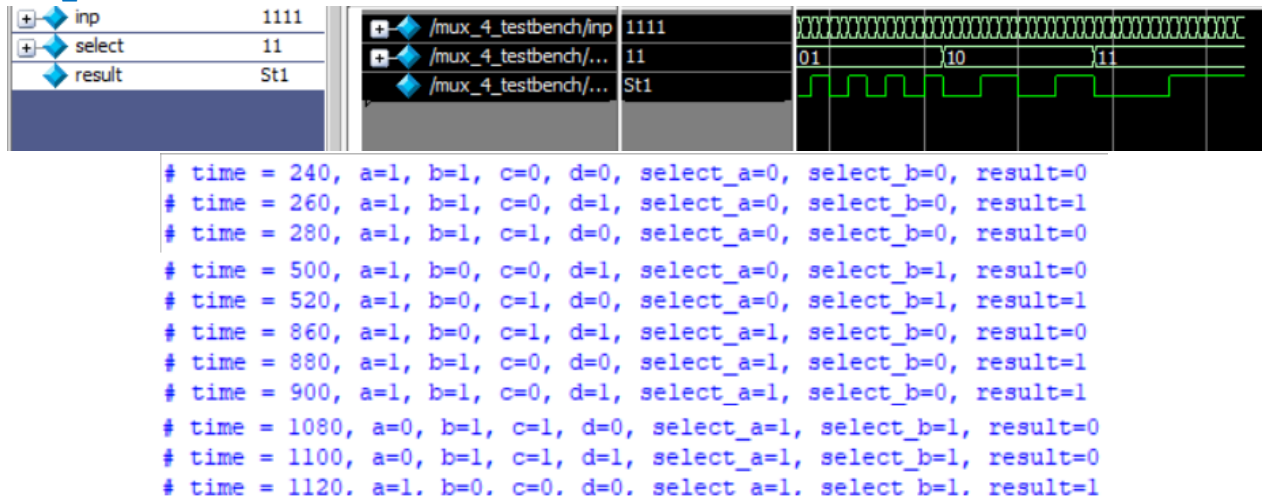 inp 1111
select 11
result St1
/mux_4_testbench/inp 1111
/mux_4_testbench/... 11 01 10 11
/mux_4_testbench/... St1
# time = 240, a=1, b=1, c=0, d=0, select_a=0, select_b=0, result=0
# time = 260, a=1, b=1, c=0, d=1, select_a=0, select_b=0, result=1
# time = 280, a=1, b=1, c=1, d=0, select_a=0, select_b=0, result=0
# time = 500, a=1, b=0, c=0, d=1, select_a=0, select_b=1, result=0
# time = 520, a=1, b=0, c=1, d=0, select_a=0, select_b=1, result=1
# time = 860, a=1, b=0, c=1, d=1, select_a=1, select_b=0, result=0
# time = 880, a=1, b=1, c=0, d=0, select_a=1, select_b=0, result=1
# time = 900, a=1, b=1, c=0, d=1, select_a=1, select_b=0, result=1
# time = 1080, a=0, b=1, c=1, d=0, select_a=1, select_b=1, result=0
# time = 1100, a=0, b=1, c=1, d=1, select_a=1, select_b=1, result=0
# time = 1120, a=1, b=0, c=0, d=0, select_a=1, select_b=1, result=1